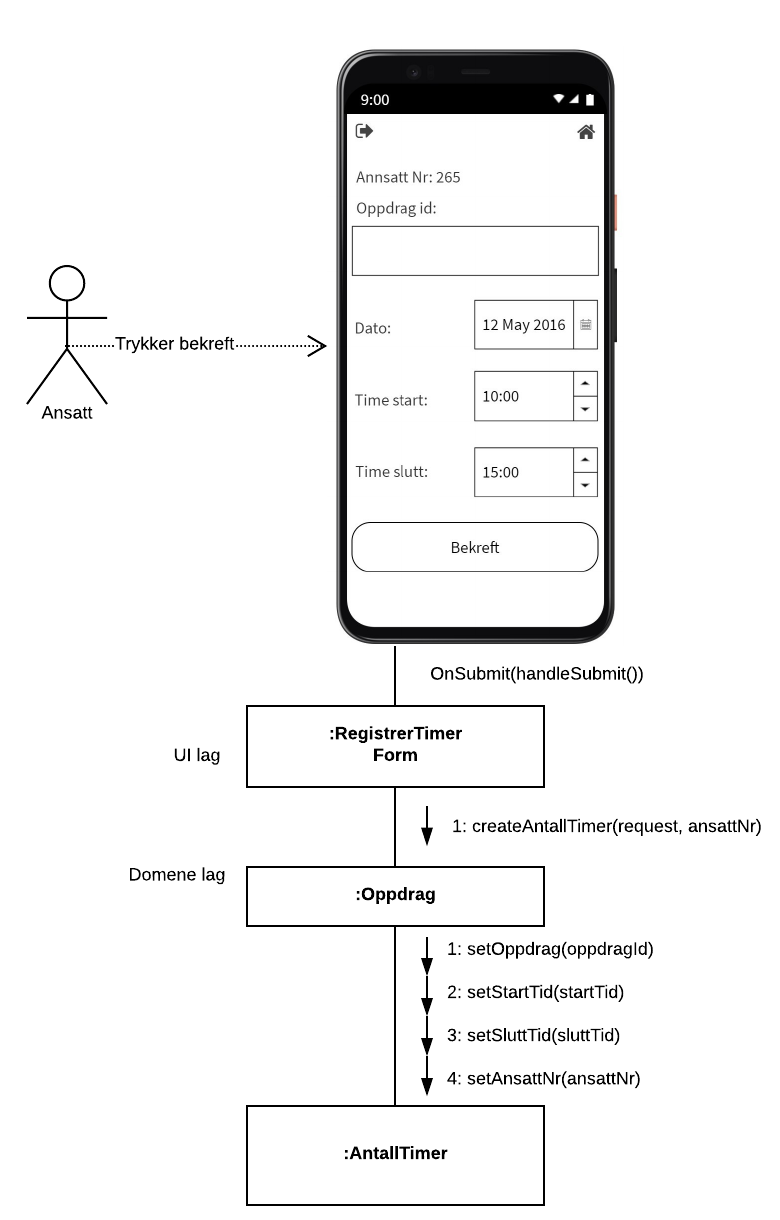 9:00
Annsatt Nr: 265
Oppdrag id:
Dato:
12 May 2016
Trykker bekreft
Ansatt
Time start:
10:00
Time slutt:
15:00
Bekreft
OnSubmit(handleSubmit())
:RegistrerTimer
Form
UI lag
1: createAntallTimer(request, ansattNr)
Domene lag
:Oppdrag
1: setOppdrag(oppdragId)
2: setStartTid(startTid)
3: setSluttTid(sluttTid)
4: setAnsattNr(ansattNr)
:AntallTimer